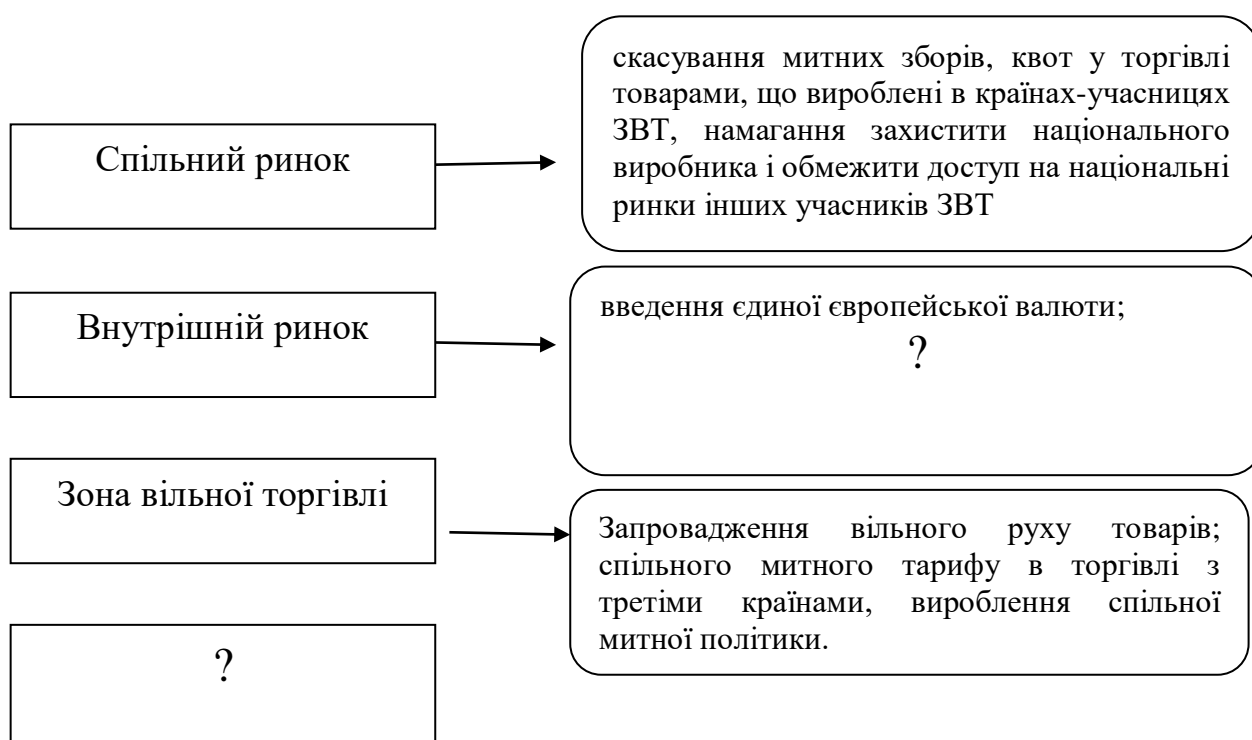 Спільний ринок
скасування митних зборів, квот у торгівлі
товарами, що вироблені в країнах-учасницях
ЗВТ, намагання захистити національного
виробника і обмежити доступ на національні
ринки інших учасників ЗВТ
Внутрішній ринок
введення єдиної європейської валюти;
?
Зона вільної торгівлі
Запровадження вільного руху товарів;
спільного митного тарифу в торгівлі з
третіми країнами, вироблення спільної
митної політики.
?